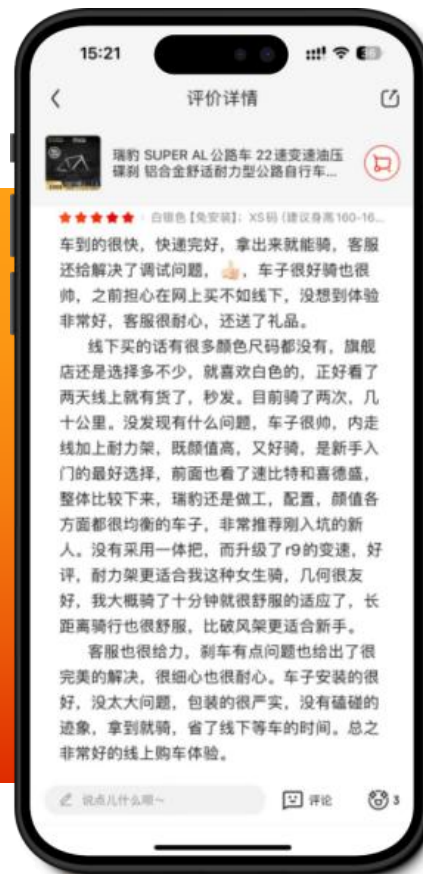 15:21
评价详情
瑞豹 SUPER AL公路车 22速变速油压
碟刹 铝合金舒适耐力型公路自行车...
白银色【免安装】; XS码 (建议身高160-16...
车到的很快，快递完好，拿出来就能骑，客服
还给解决了调试问题，👍🏻，车子很好骑也很
帅，之前担心在网上买不如线下，没想到体验
非常好，客服很耐心，还送了礼品。
线下买的话有很多颜色尺码都没有，旗舰
店还是选择多不少，就喜欢白色的，正好看了
两天线上就有货了，秒发。目前骑了两次，几
十公里。没发现有什么问题，车子很帅，内走
线加上耐力架，既颜值高，又好骑，是新手入
门的最好选择，前面也看了速比特和喜德盛，
整体比较下来，瑞豹还是做工，配置，颜值各
方面都很均衡的车子，非常推荐刚入坑的新
人。没有采用一体把，而升级了r9的变速，好
评，耐力架更适合我这种女生骑，几何很友
好，我大概骑了十分钟就很舒服的适应了，长
距离骑行也很舒服，比破风架更适合新手。
客服也很给力，刹车有点问题也给出了很
完美的解决，很细心也很耐心。车子安装的很
好，没太大问题，包装的很严实，没有磕碰的
迹象，拿到就骑，省了线下等车的时间。总之
非常好的线上购车体验。
说点儿什么呗~
评论
3